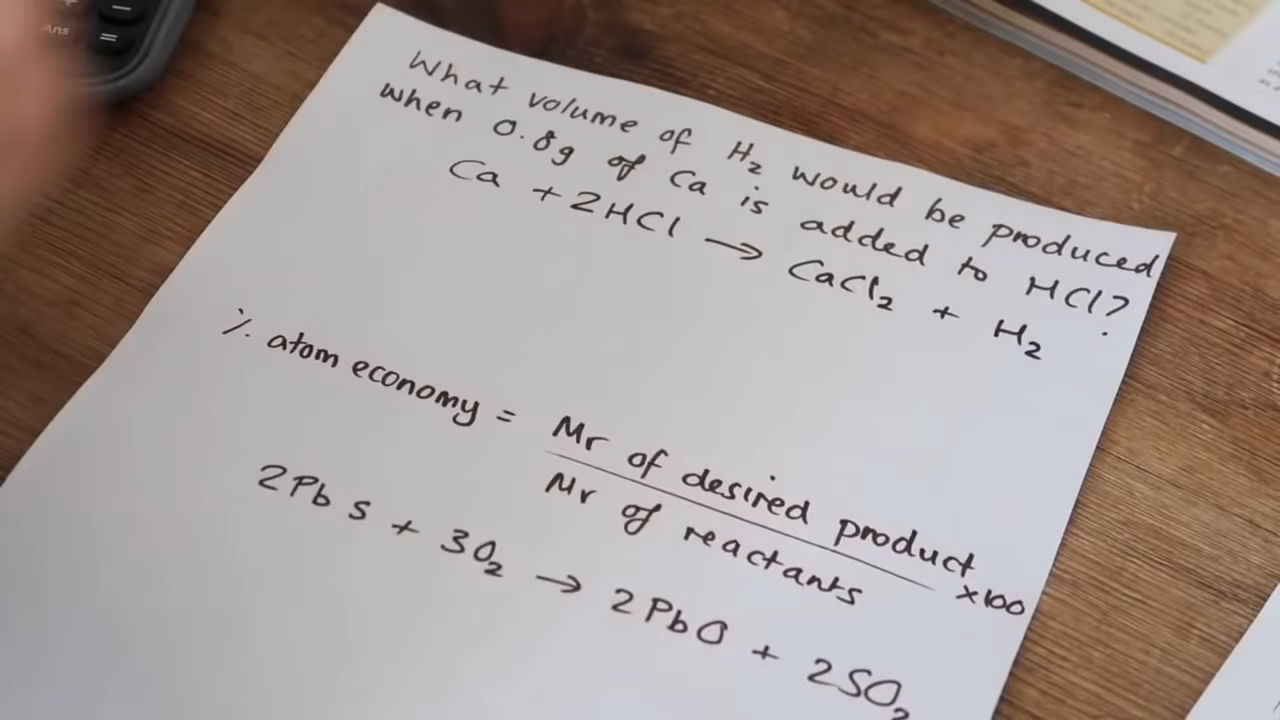 Ans
=
What volume of H₂ would be produced
when 0.8g of Ca is added to HCl?
Ca + 2HCl → CaCl₂ + H₂
% atom economy = Mr of desired product
Mr of reactants ×100
2PbS + 3O₂ → 2PbO + 2SO₂